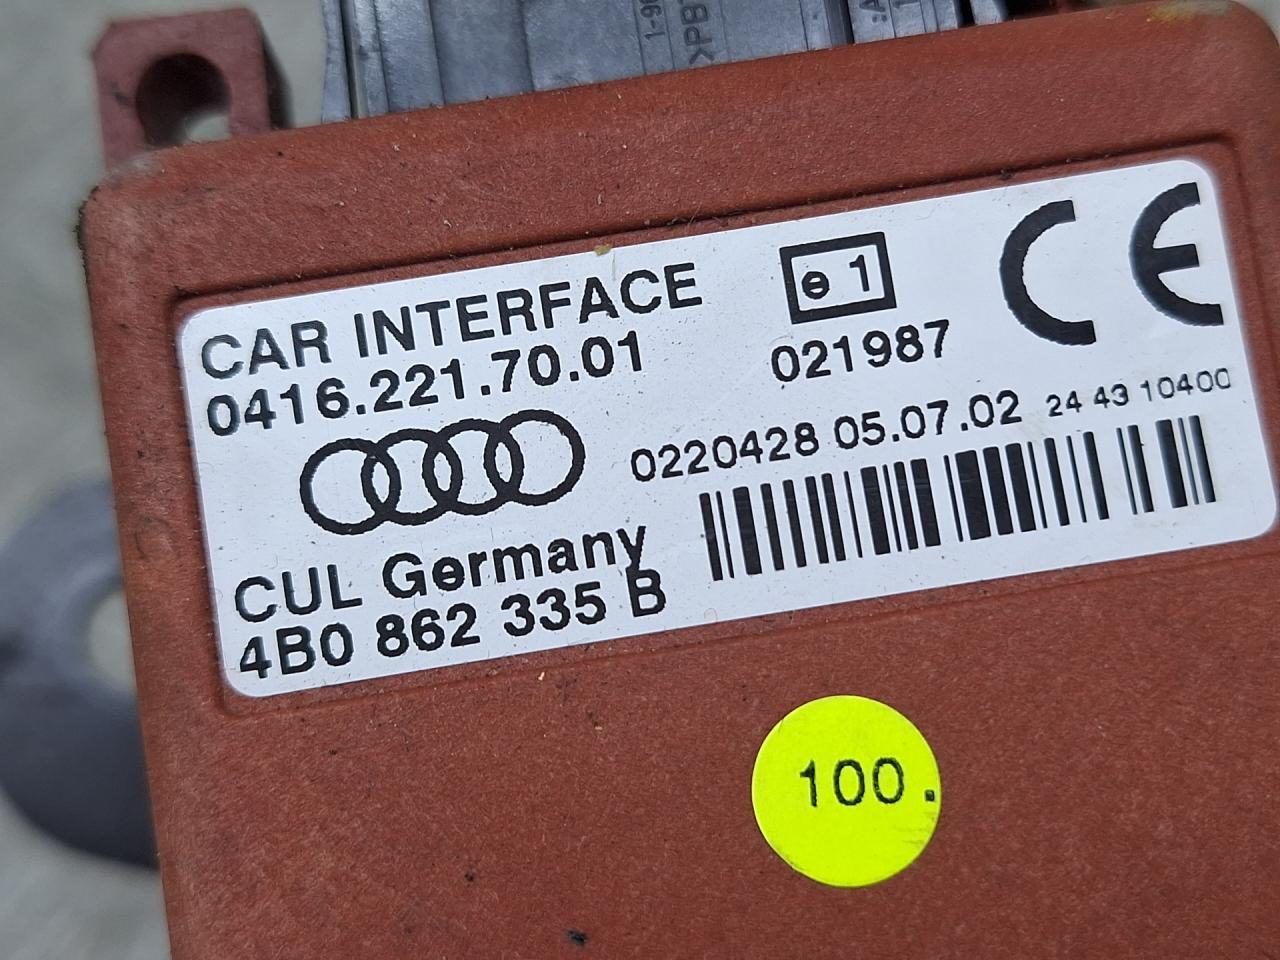 CAR INTERFACE
0416.221.70.01
e 1
021987
CE
0220428 05.07.02 24 43 10400
CUL Germany
4B0 862 335 B
100.